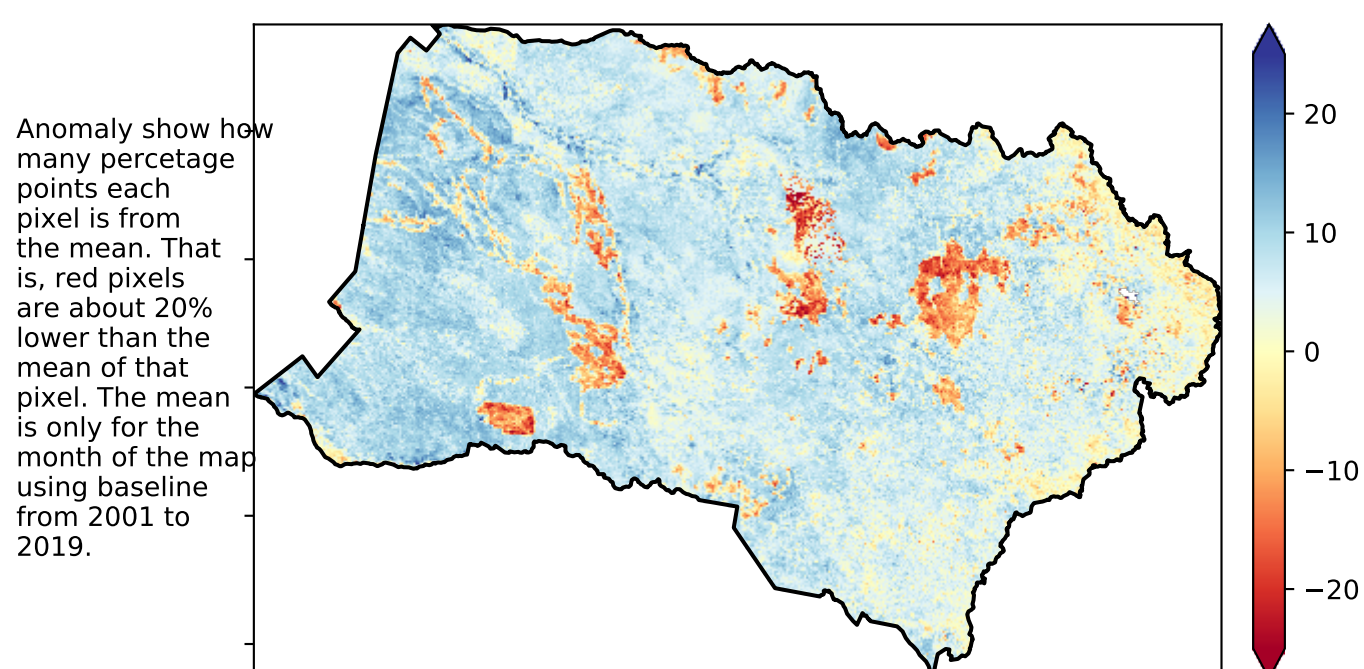 Anomaly show how
many percetage
points each
pixel is from
the mean. That
is, red pixels
are about 20%
lower than the
mean of that
pixel. The mean
is only for the
month of the map
using baseline
from 2001 to
2019.
20
10
0
−10
−20